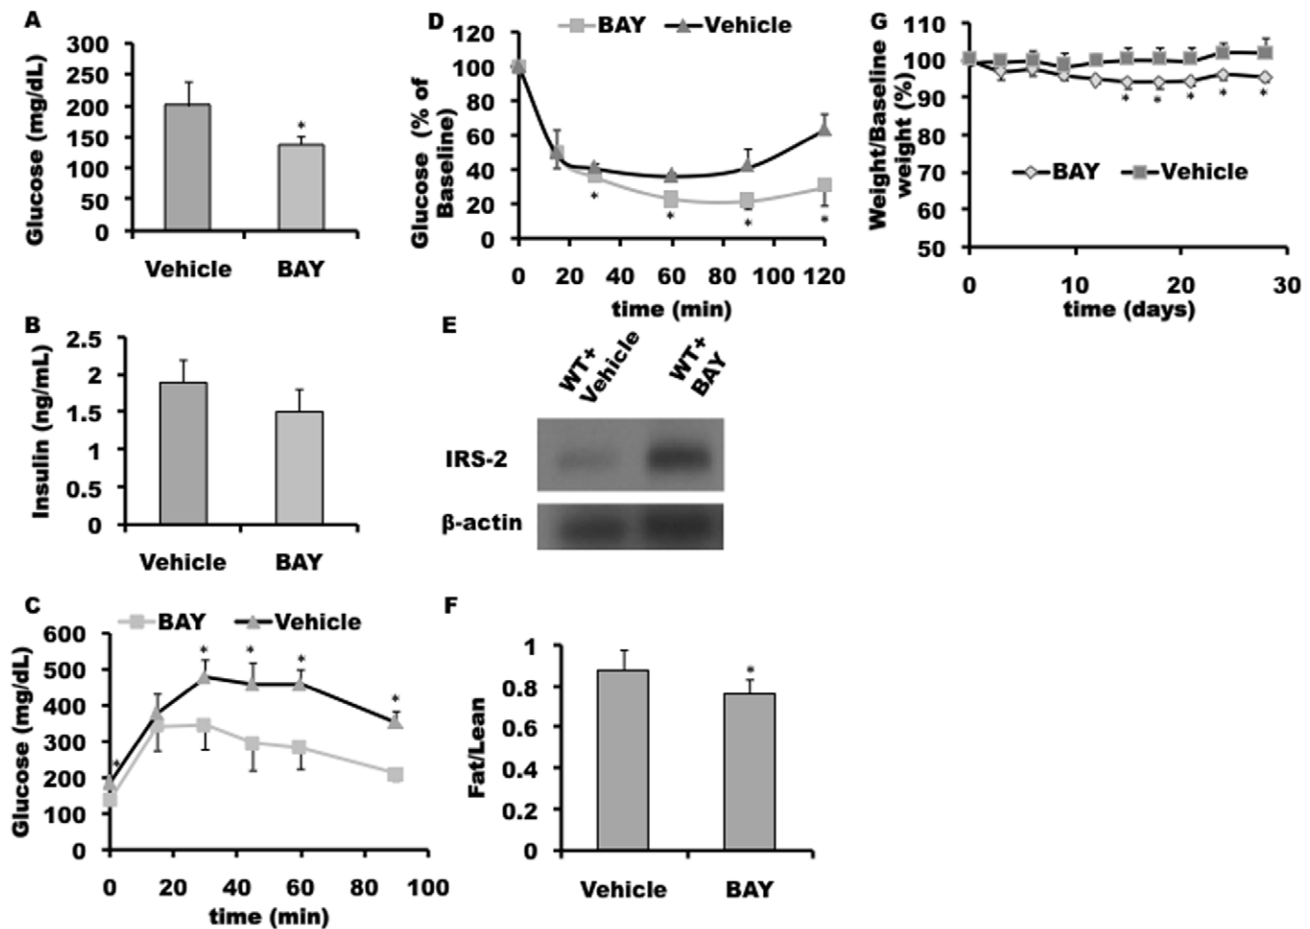 A
Glucose (mg/dL)
300
250
200
150
100
50
0
*
Vehicle BAY
B
Insulin (ng/mL)
2.5
2
1.5
1
0.5
0
Vehicle BAY
C
BAY Vehicle
Glucose (mg/dL)
600
500
400
300
200
100
0
* * * * *
0 20 40 60 80 100
time (min)
D
BAY Vehicle
Glucose (% of
Baseline)
120
100
80
60
40
20
0
* * * *
0 20 40 60 80 100 120
time (min)
E
WT+
Vehicle
WT+
BAY
IRS-2
β-actin
F
Fat/Lean
1
0.8
0.6
0.4
0.2
0
*
Vehicle BAY
G
Weight/Baseline
weight (%)
110
100
90
80
70
60
50
* * * * *
BAY Vehicle
0 10 20 30
time (days)